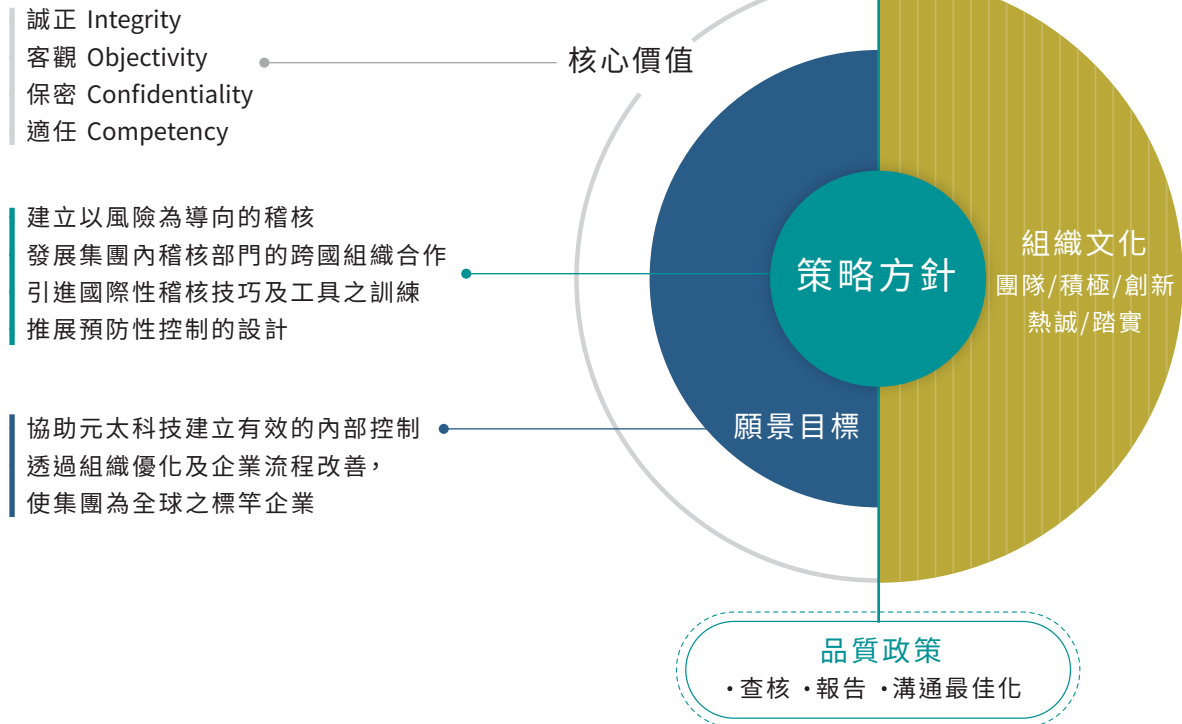 誠正 Integrity
客觀 Objectivity
保密 Confidentiality
適任 Competency
核心價值
建立以風險為導向的稽核
發展集團內稽核部門的跨國組織合作
引進國際性稽核技巧及工具之訓練
推展預防性控制的設計
策略方針
組織文化
團隊/積極/創新
熱誠/踏實
協助元太科技建立有效的內部控制
透過組織優化及企業流程改善，
使集團為全球之標竿企業
願景目標
品質政策
・查核 ・報告 ・溝通最佳化